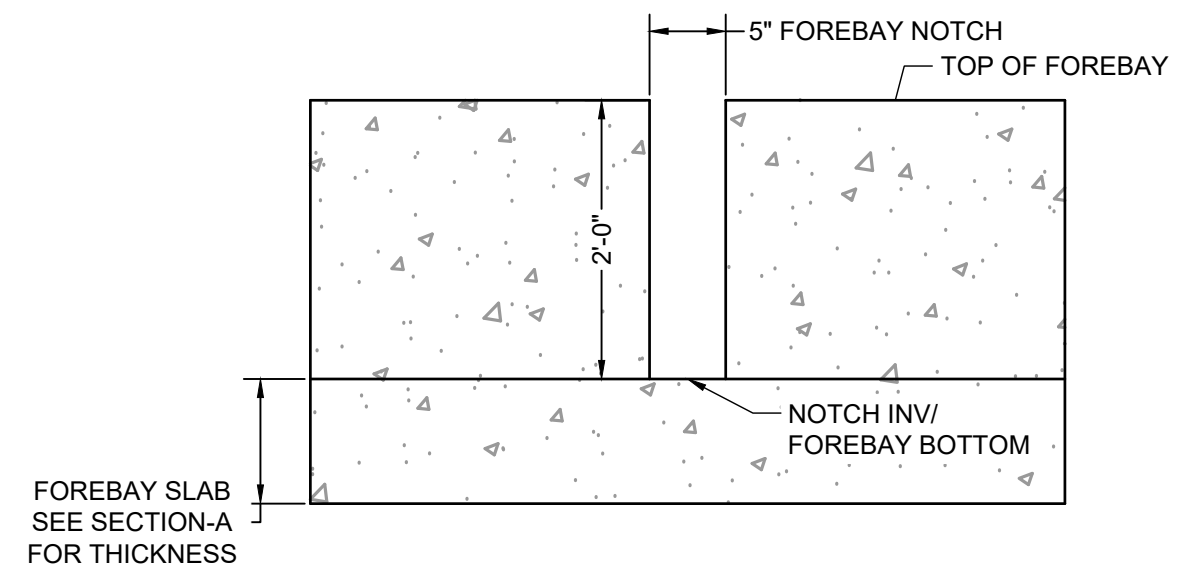 5" FOREBAY NOTCH
TOP OF FOREBAY
2'-0"
NOTCH INV/
FOREBAY BOTTOM
FOREBAY SLAB
SEE SECTION-A
FOR THICKNESS